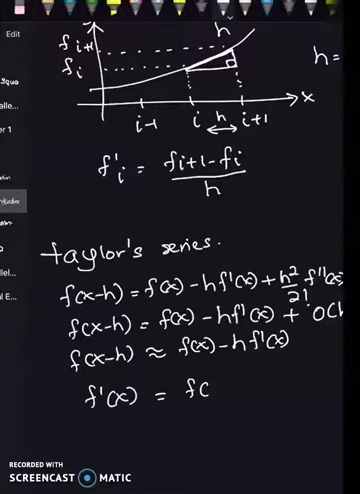 Edit
h
fi+1
fi
h =
x
i-1 i h i+1
f'i = fi+1-fi / h
Taylor's series.
f(x-h) = f(x) - hf'(x) + h²/2! f''(x)
f(x-h) = f(x) - hf'(x) + O(h
f(x-h) ≈ f(x) - hf'(x)
f'(x) = f(
RECORDED WITH
SCREENCAST MATIC